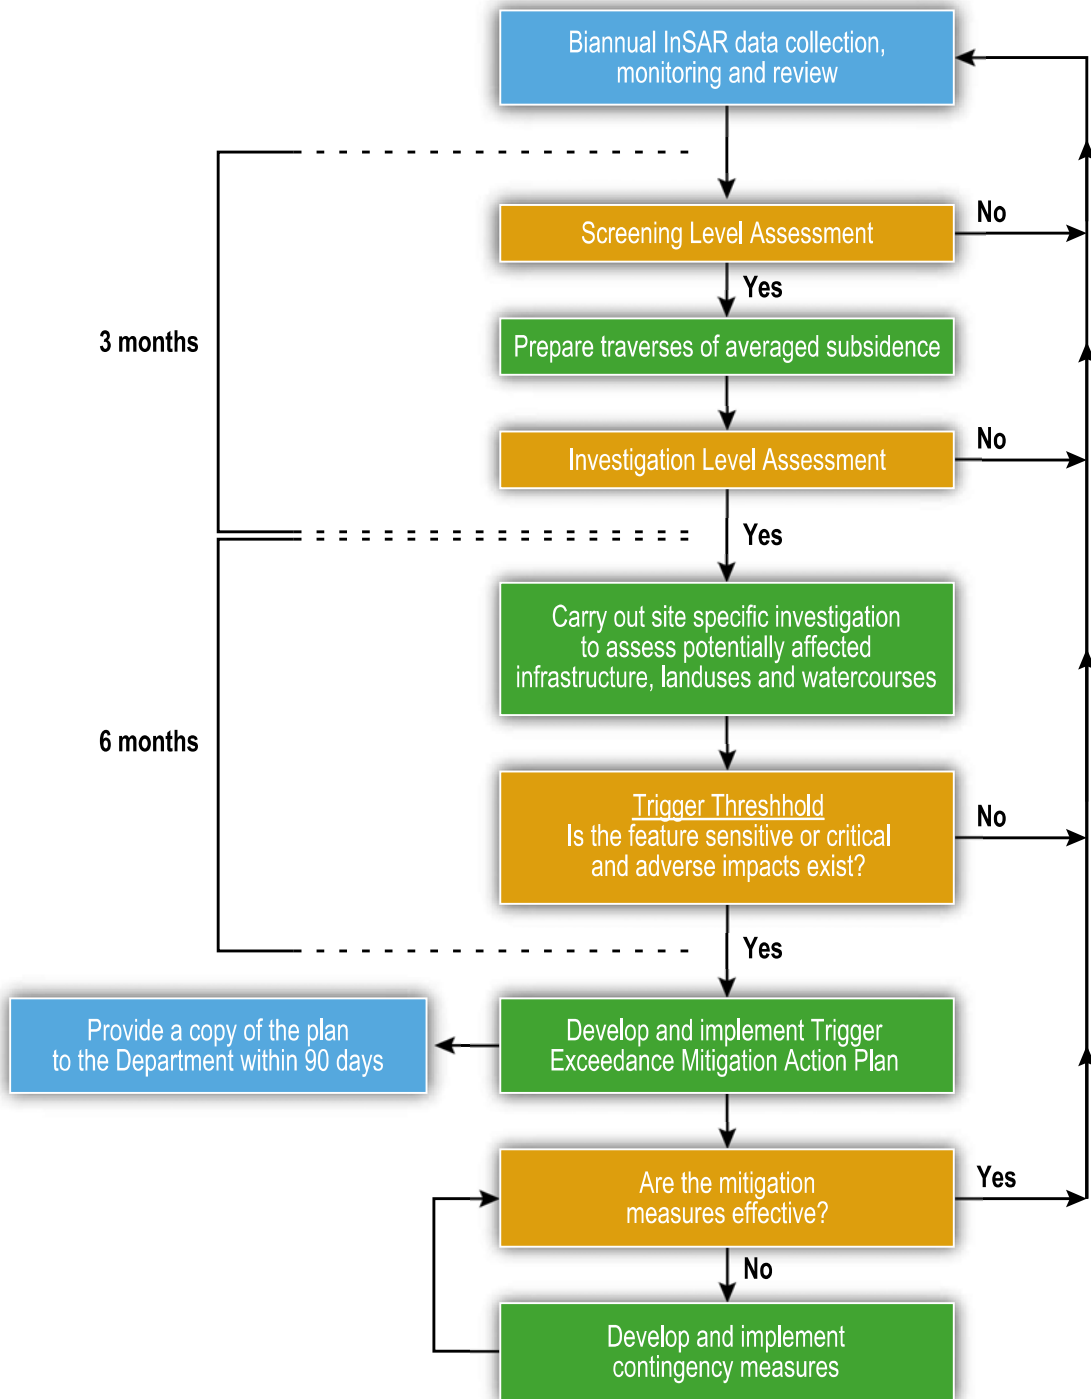 Biannual InSAR data collection,
monitoring and review
Screening Level Assessment
No
Yes
3 months
Prepare traverses of averaged subsidence
Investigation Level Assessment
No
Yes
Carry out site specific investigation
to assess potentially affected
infrastructure, landuses and watercourses
6 months
Trigger Threshhold
Is the feature sensitive or critical
and adverse impacts exist?
No
Yes
Provide a copy of the plan
to the Department within 90 days
Develop and implement Trigger
Exceedance Mitigation Action Plan
Are the mitigation
measures effective?
Yes
No
Develop and implement
contingency measures